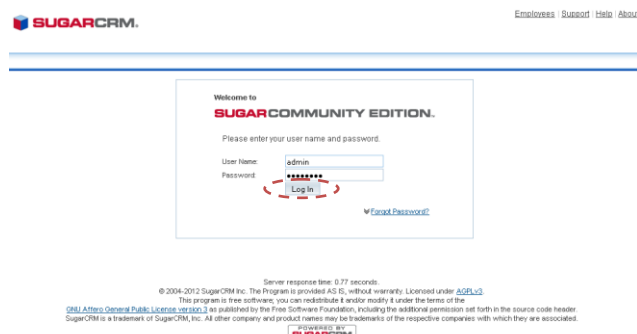 Employees | Support | Help | About
SUGARCRM.
Welcome to
SUGARCOMMUNITY EDITION.
Please enter your user name and password.
User Name: admin
Password: ••••••••
Log In
Forgot Password?
Server response time: 0.77 seconds.
© 2004-2012 SugarCRM Inc. The Program is provided AS IS, without warranty. Licensed under AGPLv3.
This program is free software; you can redistribute it and/or modify it under the terms of the
GNU Affero General Public License version 3 as published by the Free Software Foundation, including the additional permission set forth in the source code header.
SugarCRM is a trademark of SugarCRM, Inc. All other company and product names may be trademarks of the respective companies with which they are associated.
POWERED BY
SUGARCRM